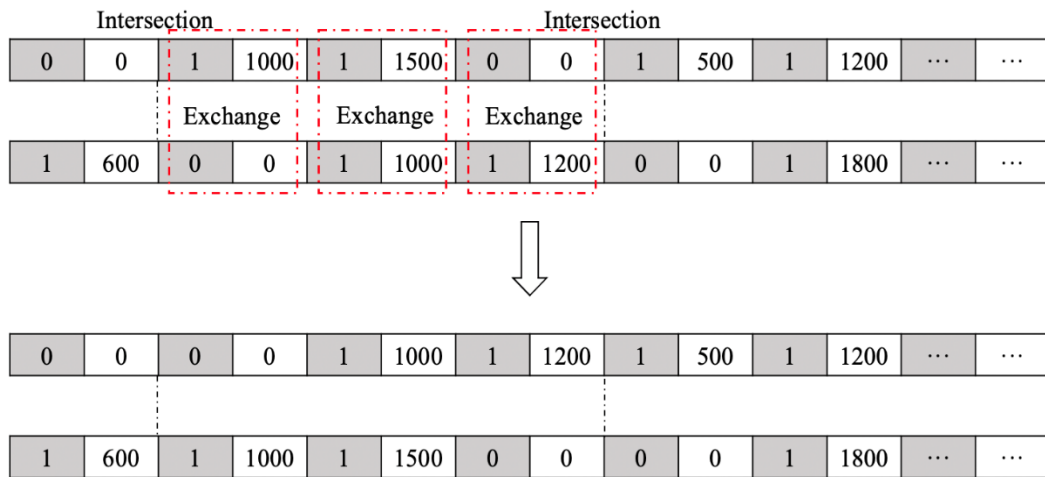 Intersection Intersection
0 0 1 1000 1 1500 0 0 1 500 1 1200 ... ...
Exchange Exchange Exchange
1 600 0 0 1 1000 1 1200 0 0 1 1800 ... ...
0 0 0 0 1 1000 1 1200 1 500 1 1200 ... ...
1 600 1 1000 1 1500 0 0 0 0 1 1800 ... ...